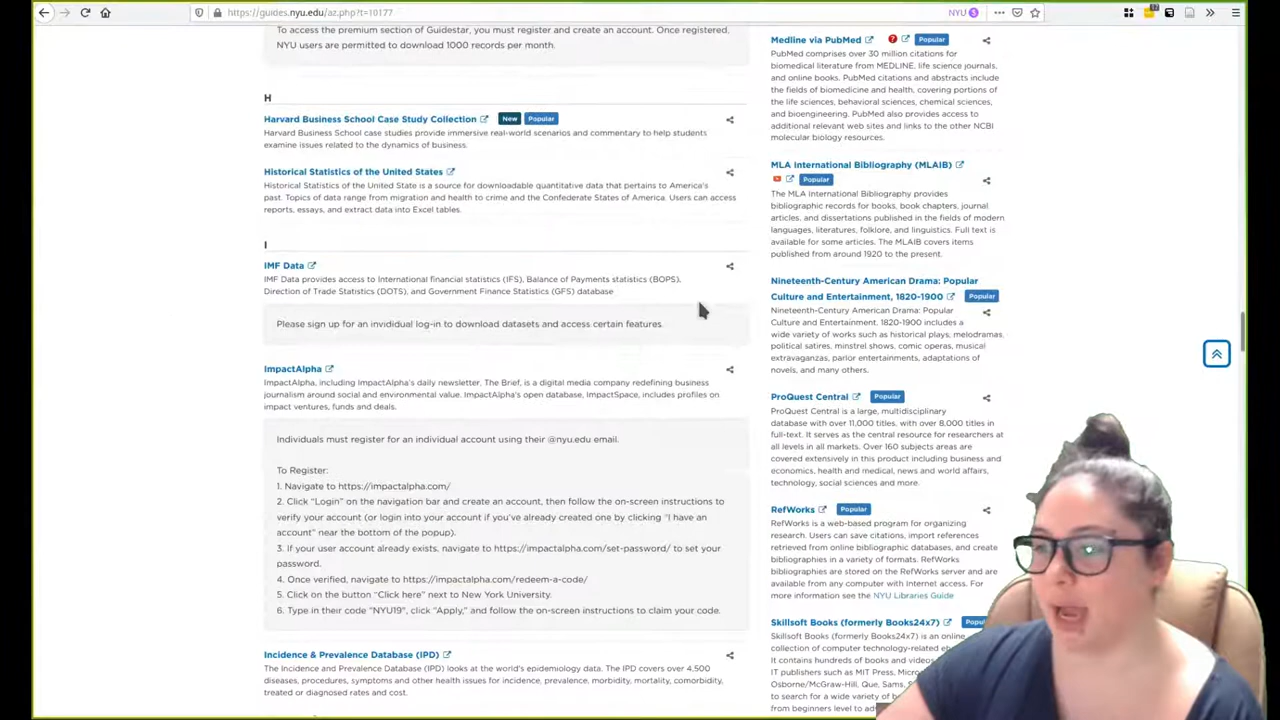 https://guides.nyu.edu/az.php?t=10177
NYU
12
To access the premium section of Guidestar, you must register and create an account. Once registered,
NYU users are permitted to download 1000 records per month.
H
Harvard Business School Case Study Collection New Popular
Harvard Business School case studies provide immersive real-world scenarios and commentary to help students
examine issues related to the dynamics of business.
Historical Statistics of the United States
Historical Statistics of the United State is a source for downloadable quantitative data that pertains to America's
past. Topics of data range from migration and health to crime and the Confederate States of America. Users can access
reports, essays, and extract data into Excel tables.
I
IMF Data
IMF Data provides access to International financial statistics (IFS), Balance of Payments statistics (BOPS),
Direction of Trade Statistics (DOTS), and Government Finance Statistics (GFS) database
Please sign up for an invididual log-in to download datasets and access certain features.
ImpactAlpha
ImpactAlpha, including ImpactAlpha's daily newsletter, The Brief, is a digital media company redefining business
journalism around social and environmental value. ImpactAlpha's open database, ImpactSpace, includes profiles on
impact ventures, funds and deals.
Individuals must register for an individual account using their @nyu.edu email.
To Register:
1. Navigate to https://impactalpha.com/
2. Click "Login" on the navigation bar and create an account, then follow the on-screen instructions to
verify your account (or login into your account if you've already created one by clicking "I have an
account" near the bottom of the popup).
3. If your user account already exists, navigate to https://impactalpha.com/set-password/ to set your
password.
4. Once verified, navigate to https://impactalpha.com/redeem-a-code/
5. Click on the button "Click here" next to New York University.
6. Type in their code "NYU19", click "Apply," and follow the on-screen instructions to claim your code.
Incidence & Prevalence Database (IPD)
The Incidence and Prevalence Database (IPD) looks at the world's epidemiology data. The IPD covers over 4,500
diseases, procedures, symptoms and other health issues for incidence, prevalence, morbidity, mortality, comorbidity,
treated or diagnosed rates and cost.
Medline via PubMed ? Popular
PubMed comprises over 30 million citations for
biomedical literature from MEDLINE, life science journals,
and online books. PubMed citations and abstracts include
the fields of biomedicine and health, covering portions of
the life sciences, behavioral sciences, chemical sciences,
and bioengineering. PubMed also provides access to
additional relevant web sites and links to the other NCBI
molecular biology resources.
MLA international Bibliography (MLAIB)
Popular
The MLA International Bibliography provides
bibliographic records for books, book chapters, journal
articles, and dissertations published in the fields of modern
languages, literatures, folklore, and linguistics. Full text is
available for some articles. The MLAIB covers items
published from around 1920 to the present.
Nineteenth-Century American Drama: Popular
Culture and Entertainment, 1820-1900 Popular
Nineteenth-Century American Drama: Popular
Culture and Entertainment, 1820-1900 includes a
wide variety of works such as historical plays, melodramas,
political satires, minstrel shows, comic operas, musical
extravaganzas, parlor entertainments, adaptations of
novels, and many others.
ProQuest Central Popular
ProQuest Central is a large, multidisciplinary
database with over 11,000 titles, with over 8,000 titles in
full-text. It serves as the central resource for researchers at
all levels in all markets. Over 160 subjects areas are
covered extensively in this product including business and
economics, health and medical, news and world affairs,
technology, social sciences and more.
RefWorks Popular
RefWorks is a web-based program for organizing
research. Users can save citations, import references
retrieved from online bibliographic databases, and create
bibliographies in a variety of formats. RefWorks
bibliographies are stored on the RefWorks server and are
available from any computer with Internet access. For
more information see the NYU Libraries Guide
Skillsoft Books (formerly Books24x7)
Skillsoft Books (formerly Books24x7) is an online
collection of computer technology-related
It contains hundreds of books and
IT publishers such as MIT Press,
Osborne/McGraw-Hill, Que, Sams,
to search for a wide variety of
from beginners level to